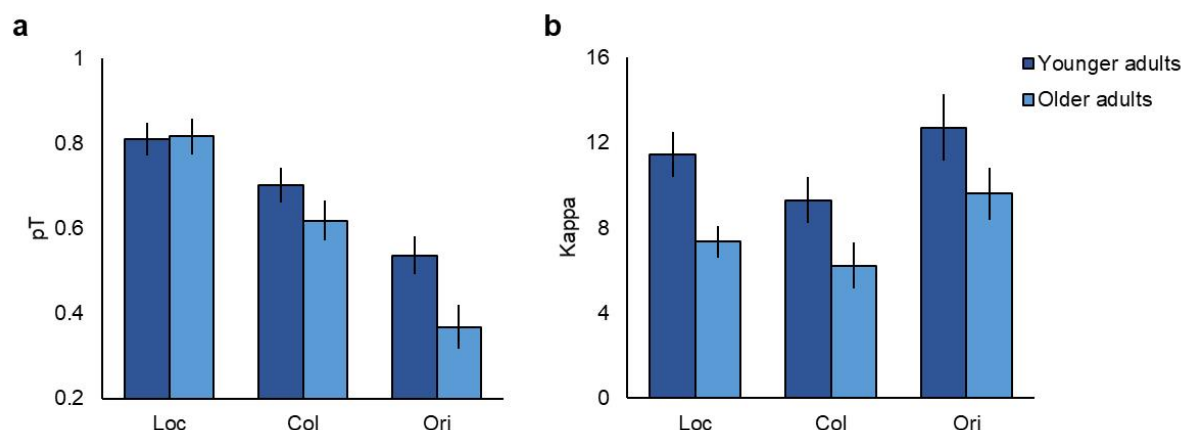 a
1
0.8
0.6
0.4
0.2
pT
Loc Col Ori
b
16
12
8
4
0
Kappa
Loc Col Ori
Younger adults
Older adults